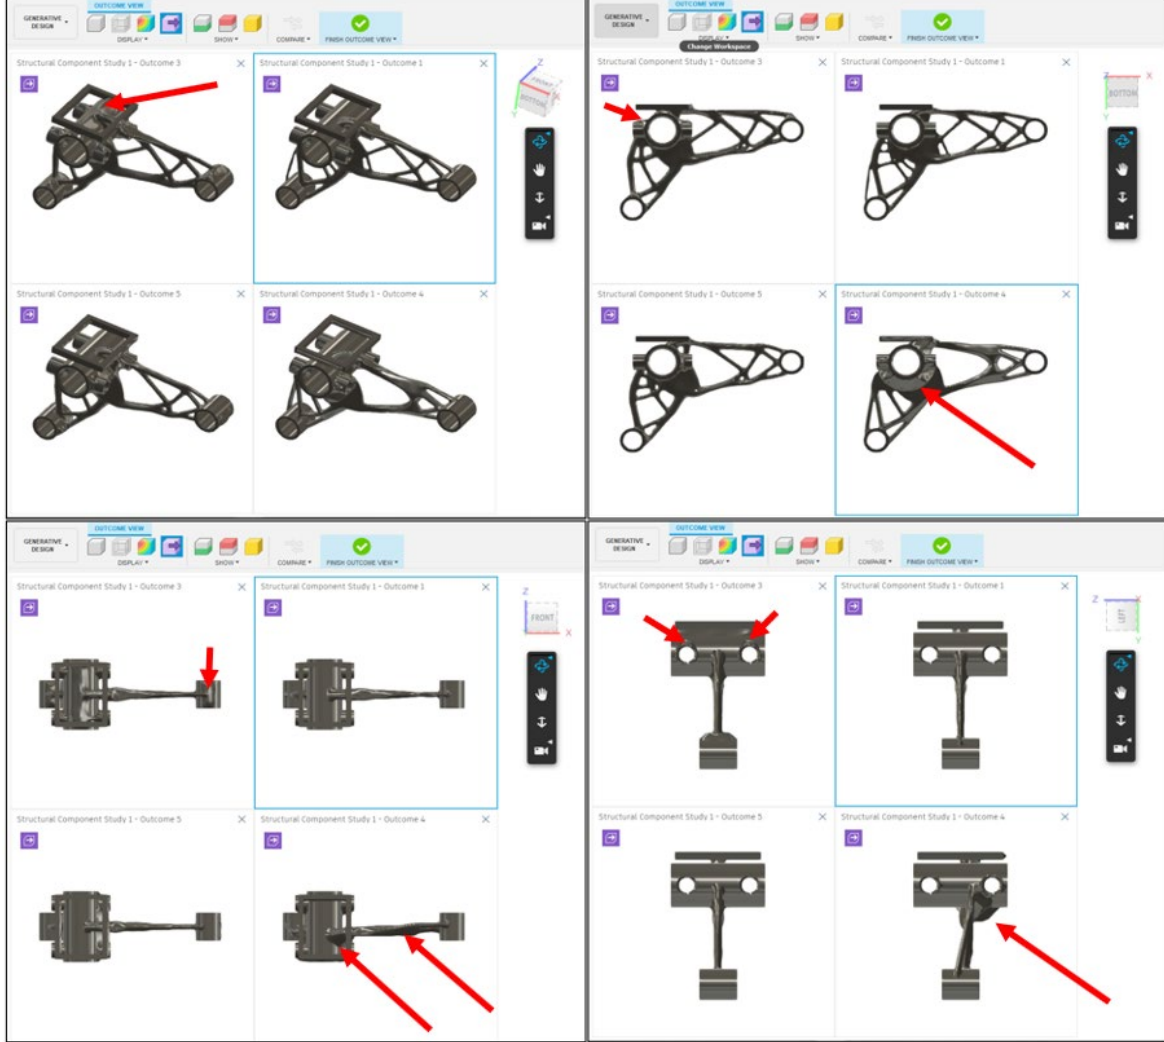 OUTCOME VIEW
GENERATIVE
DESIGN
DISPLAY
SHOW
COMPARE
FINISH OUTCOME VIEW
Structural Component Study 1 - Outcome 3
Structural Component Study 1 - Outcome 1
Z
FRONT
BOTTOM
X
Y
Structural Component Study 1 - Outcome 5
Structural Component Study 1 - Outcome 4
OUTCOME VIEW
GENERATIVE
DESIGN
DISPLAY
SHOW
COMPARE
FINISH OUTCOME VIEW
Change Workspace
Structural Component Study 1 - Outcome 3
Structural Component Study 1 - Outcome 1
Z
X
BOTTOM
Y
Structural Component Study 1 - Outcome 5
Structural Component Study 1 - Outcome 4
OUTCOME VIEW
GENERATIVE
DESIGN
DISPLAY
SHOW
COMPARE
FINISH OUTCOME VIEW
Structural Component Study 1 - Outcome 3
Structural Component Study 1 - Outcome 1
Z
FRONT
X
Structural Component Study 1 - Outcome 5
Structural Component Study 1 - Outcome 4
OUTCOME VIEW
GENERATIVE
DESIGN
DISPLAY
SHOW
COMPARE
FINISH OUTCOME VIEW
Structural Component Study 1 - Outcome 3
Structural Component Study 1 - Outcome 1
Z
X
LEFT
Y
Structural Component Study 1 - Outcome 5
Structural Component Study 1 - Outcome 4